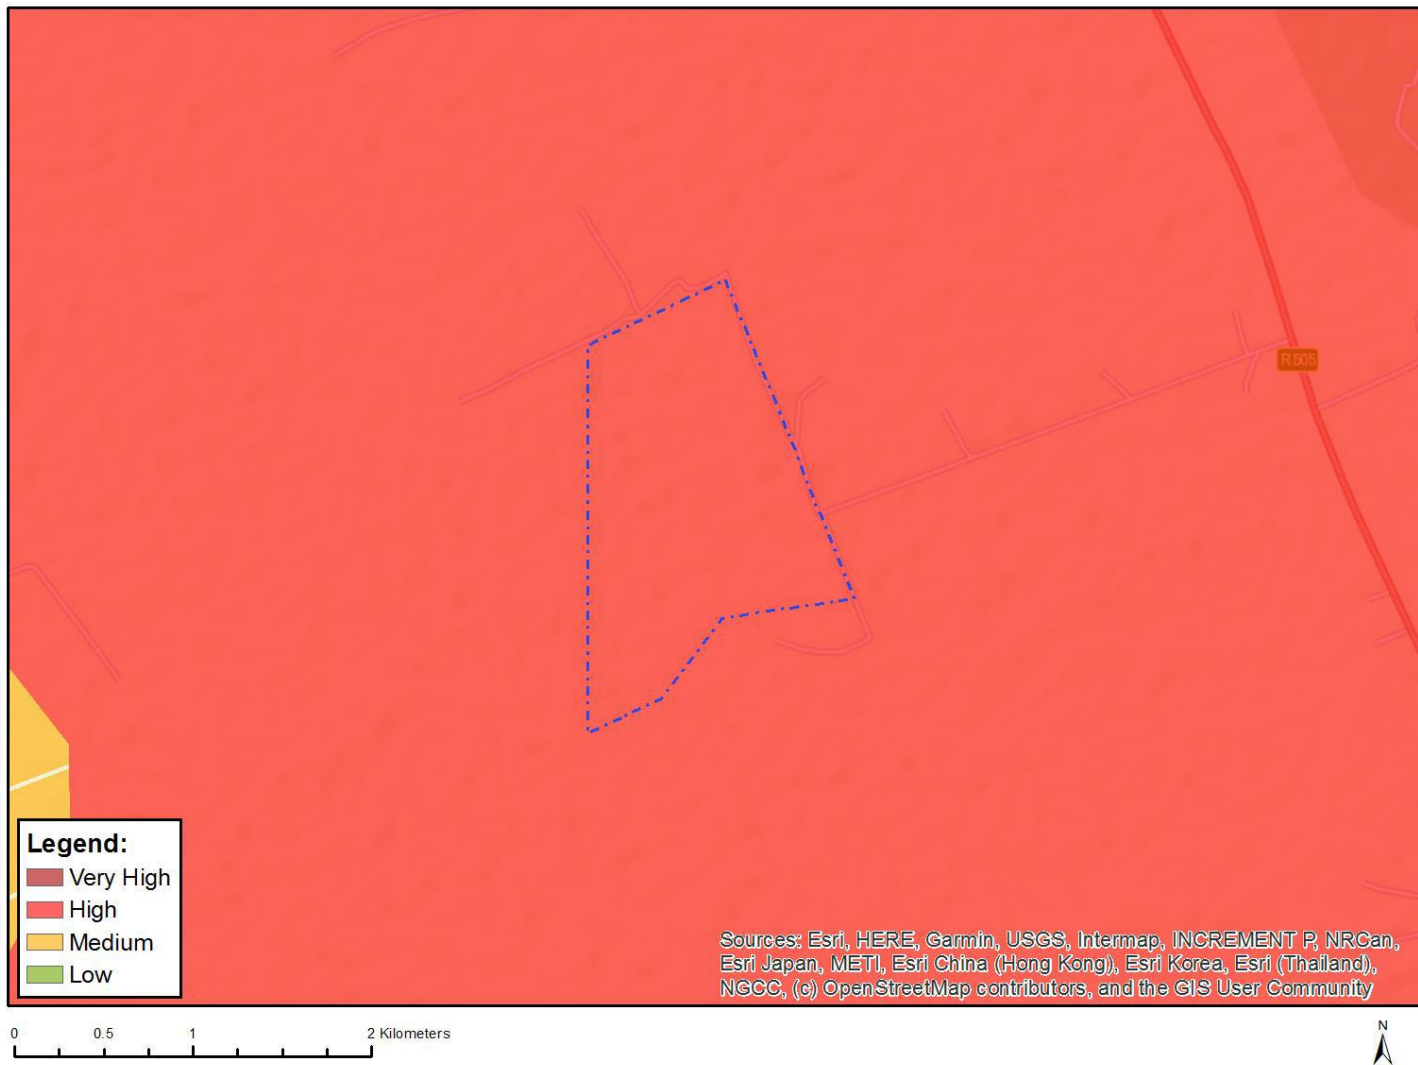 R505
Legend:
Very High
High
Medium
Low
Sources: Esri, HERE, Garmin, USGS, Intermap, INCREMENT P, NRCan,
Esri Japan, METI, Esri China (Hong Kong), Esri Korea, Esri (Thailand),
NGCC, (c) OpenStreetMap contributors, and the GIS User Community
0 0.5 1 2 Kilometers
N